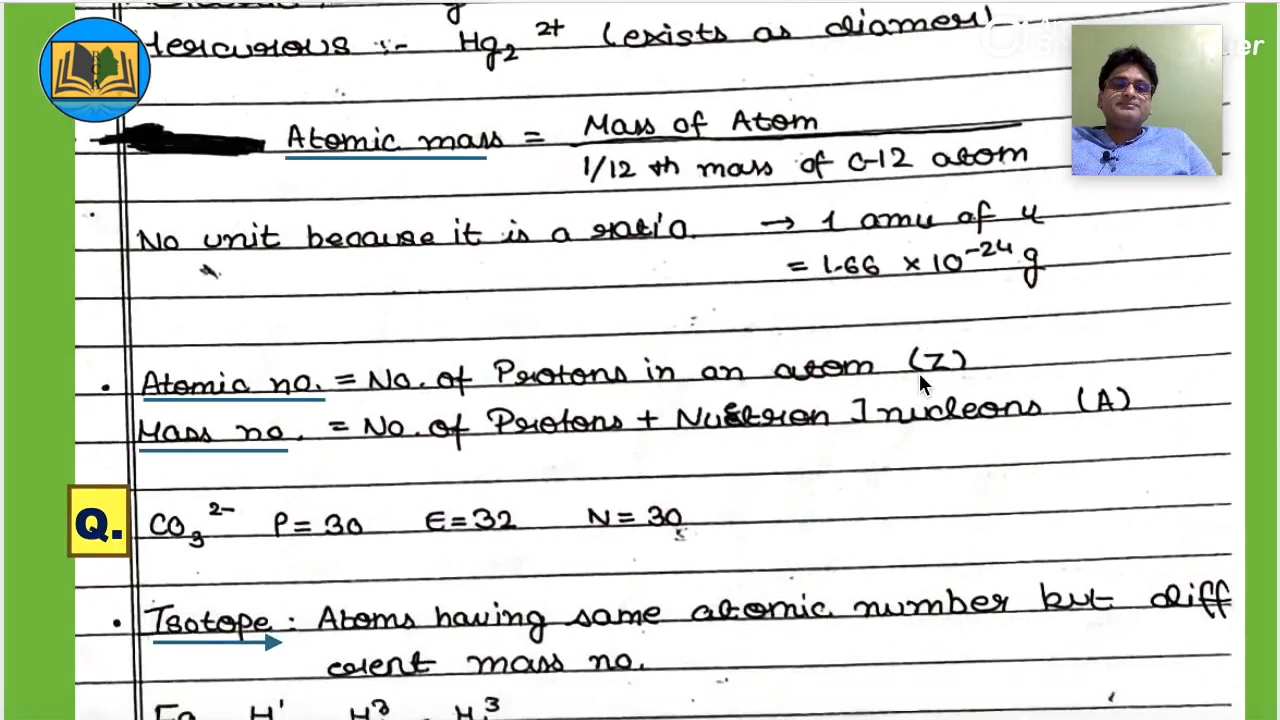 Mercurous :- Hg₂ ²⁺ (exists as diamer)
Atomic mass = Mass of Atom
1/12 th mass of C-12 atom
No unit because it is a ratio → 1 amu of u
= 1.66 × 10⁻²⁴ g
• Atomic no. = No. of Protons in an atom (Z)
Mass no. = No. of Protons + Nuetron ] nucleons (A)
Q. CO₃ ²⁻ P = 30 E = 32 N = 30
• Isotope : Atoms having same atomic number but diff
erent mass no.